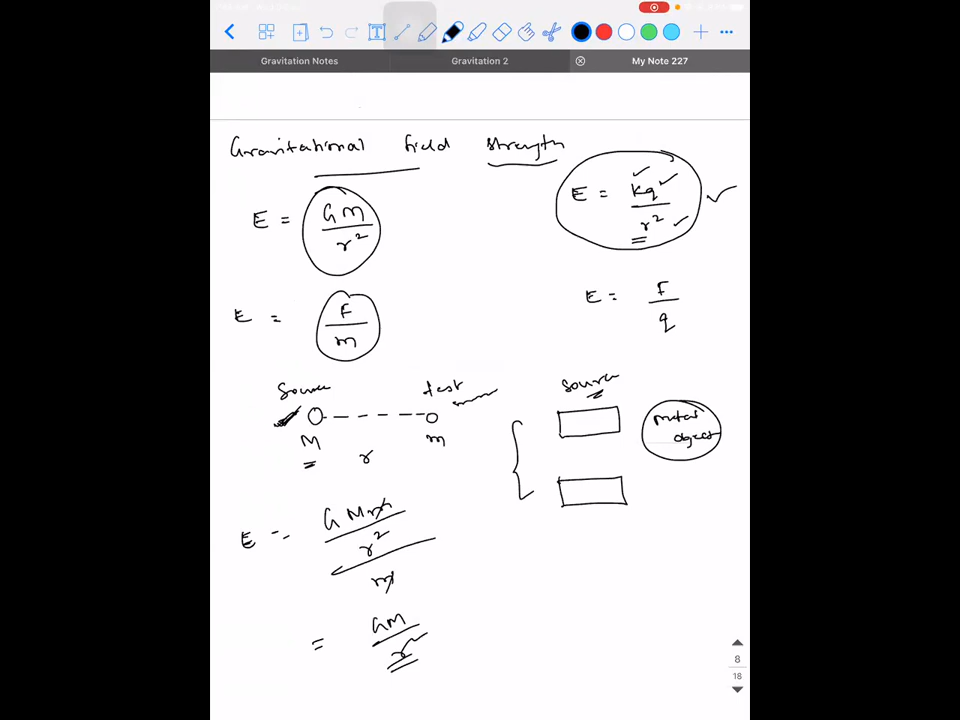 Gravitation Notes
Gravitation 2
My Note 227
Gravitational field strength
E = GM / r²
E = kq / r²
E = F / m
E = F / q
Source
test
M
m
r
source
metal object
E = GMm / r² / m
= GM / r²
8
18